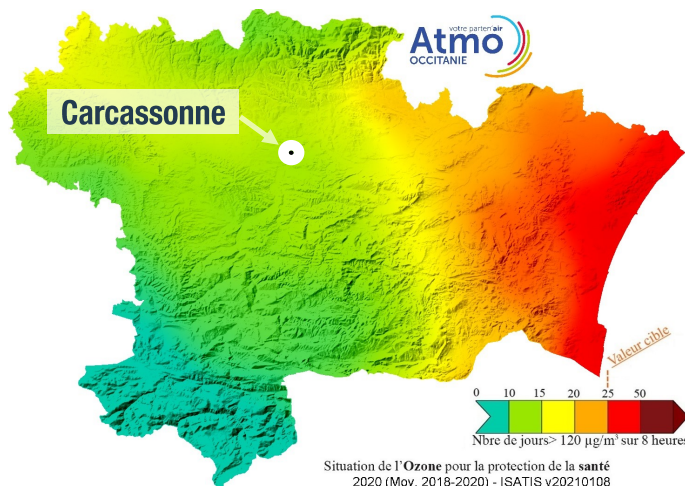 votre parten'air
Atmo
OCCITANIE
Carcassonne
Valeur cible
0 10 15 20 25 50
Nbre de jours> 120 µg/m³ sur 8 heures
Situation de l'Ozone pour la protection de la santé
2020 (Moy. 2018-2020) - ISATIS v20210108